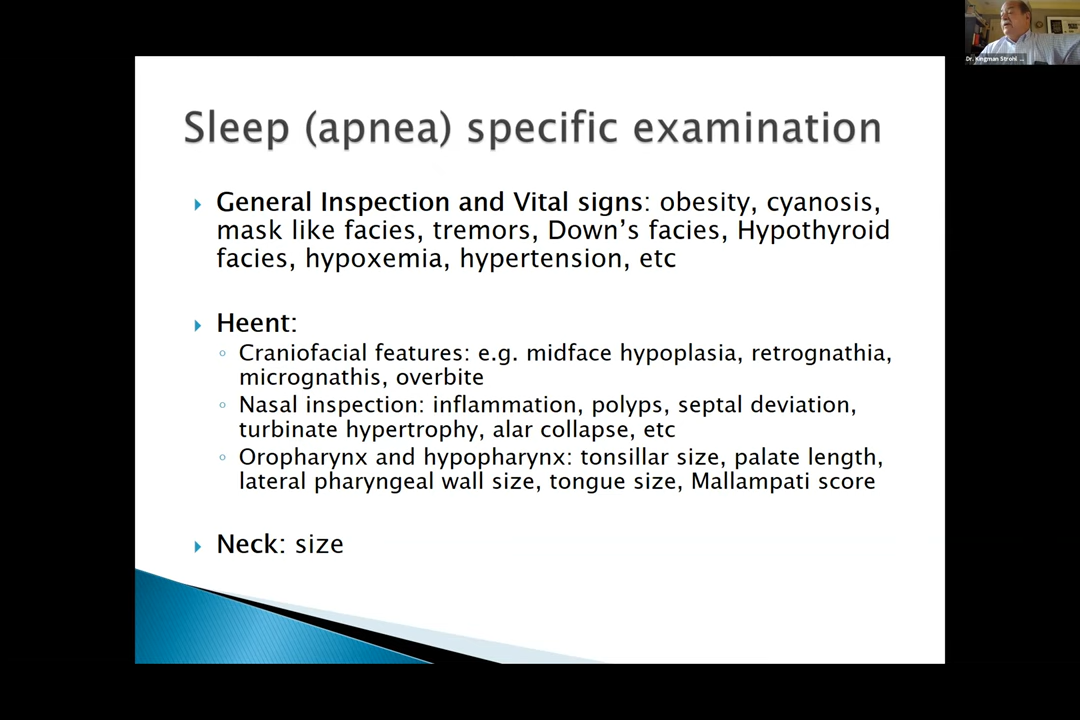 Dr. Kingman Strohl ...
Sleep (apnea) specific examination
General Inspection and Vital signs: obesity, cyanosis,
mask like facies, tremors, Down's facies, Hypothyroid
facies, hypoxemia, hypertension, etc
Heent:
Craniofacial features: e.g. midface hypoplasia, retrognathia,
micrognathis, overbite
Nasal inspection: inflammation, polyps, septal deviation,
turbinate hypertrophy, alar collapse, etc
Oropharynx and hypopharynx: tonsillar size, palate length,
lateral pharyngeal wall size, tongue size, Mallampati score
Neck: size